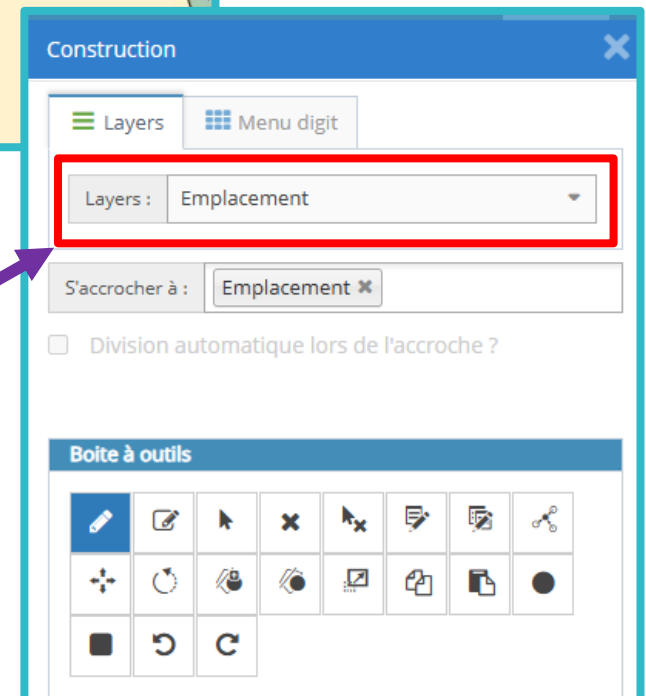 Construction
Layers
Menu digit
Layers : Emplacement
S'accrocher à : Emplacement
Division automatique lors de l'accroche ?
Boite à outils